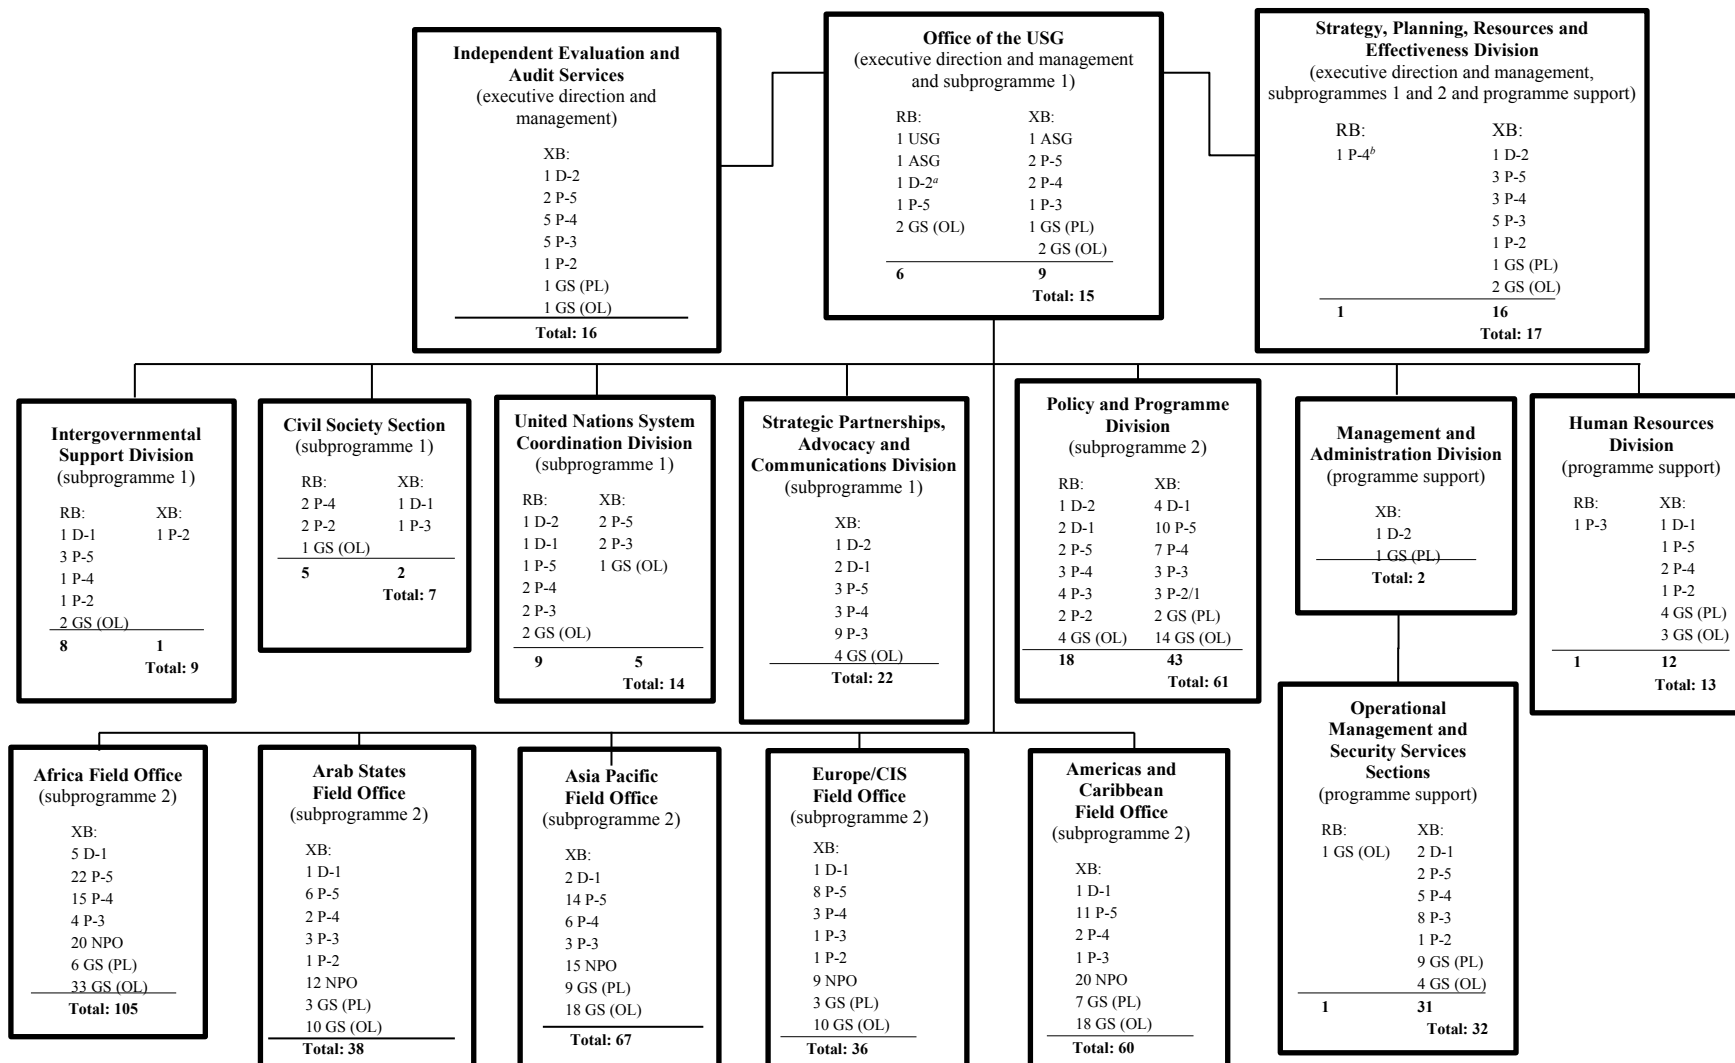 Independent Evaluation and
Audit Services
(executive direction and
management)
XB:
1 D-2
2 P-5
5 P-4
5 P-3
1 P-2
1 GS (PL)
1 GS (OL)
Total: 16
Office of the USG
(executive direction and management
and subprogramme 1)
RB: XB:
1 USG 1 ASG
1 ASG 2 P-5
1 D-2a 2 P-4
1 P-5 1 P-3
2 GS (OL) 1 GS (PL)
2 GS (OL)
6 9
Total: 15
Strategy, Planning, Resources and
Effectiveness Division
(executive direction and management,
subprogrammes 1 and 2 and programme support)
RB: XB:
1 P-4b 1 D-2
3 P-5
3 P-4
5 P-3
1 P-2
1 GS (PL)
2 GS (OL)
1 16
Total: 17
Intergovernmental
Support Division
(subprogramme 1)
RB: XB:
1 D-1 1 P-2
3 P-5
1 P-4
1 P-2
2 GS (OL)
8 1
Total: 9
Civil Society Section
(subprogramme 1)
RB: XB:
2 P-4 1 D-1
2 P-2 1 P-3
1 GS (OL)
5 2
Total: 7
United Nations System
Coordination Division
(subprogramme 1)
RB: XB:
1 D-2 2 P-5
1 D-1 2 P-3
1 P-5 1 GS (OL)
2 P-4
2 P-3
2 GS (OL)
9 5
Total: 14
Strategic Partnerships,
Advocacy and
Communications Division
(subprogramme 1)
XB:
1 D-2
2 D-1
3 P-5
3 P-4
9 P-3
4 GS (OL)
Total: 22
Policy and Programme
Division
(subprogramme 2)
RB: XB:
1 D-2 4 D-1
2 D-1 10 P-5
2 P-5 7 P-4
3 P-4 3 P-3
4 P-3 3 P-2/1
2 P-2 2 GS (PL)
4 GS (OL) 14 GS (OL)
18 43
Total: 61
Management and
Administration Division
(programme support)
XB:
1 D-2
1 GS (PL)
Total: 2
Human Resources
Division
(programme support)
RB: XB:
1 P-3 1 D-1
1 P-5
2 P-4
1 P-2
4 GS (PL)
3 GS (OL)
1 12
Total: 13
Africa Field Office
(subprogramme 2)
XB:
5 D-1
22 P-5
15 P-4
4 P-3
20 NPO
6 GS (PL)
33 GS (OL)
Total: 105
Arab States
Field Office
(subprogramme 2)
XB:
1 D-1
6 P-5
2 P-4
3 P-3
1 P-2
12 NPO
3 GS (PL)
10 GS (OL)
Total: 38
Asia Pacific
Field Office
(subprogramme 2)
XB:
2 D-1
14 P-5
6 P-4
3 P-3
15 NPO
9 GS (PL)
18 GS (OL)
Total: 67
Europe/CIS
Field Office
(subprogramme 2)
XB:
1 D-1
8 P-5
3 P-4
1 P-3
1 P-2
9 NPO
3 GS (PL)
10 GS (OL)
Total: 36
Americas and
Caribbean
Field Office
(subprogramme 2)
XB:
1 D-1
11 P-5
2 P-4
1 P-3
20 NPO
7 GS (PL)
18 GS (OL)
Total: 60
Operational
Management and
Security Services
Sections
(programme support)
RB: XB:
1 GS (OL) 2 D-1
2 P-5
5 P-4
8 P-3
1 P-2
9 GS (PL)
4 GS (OL)
1 31
Total: 32